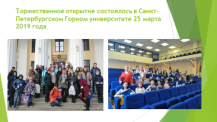 Торжественное открытие состоялось в Санкт-
Петербургском Горном университете 25 марта
2019 года